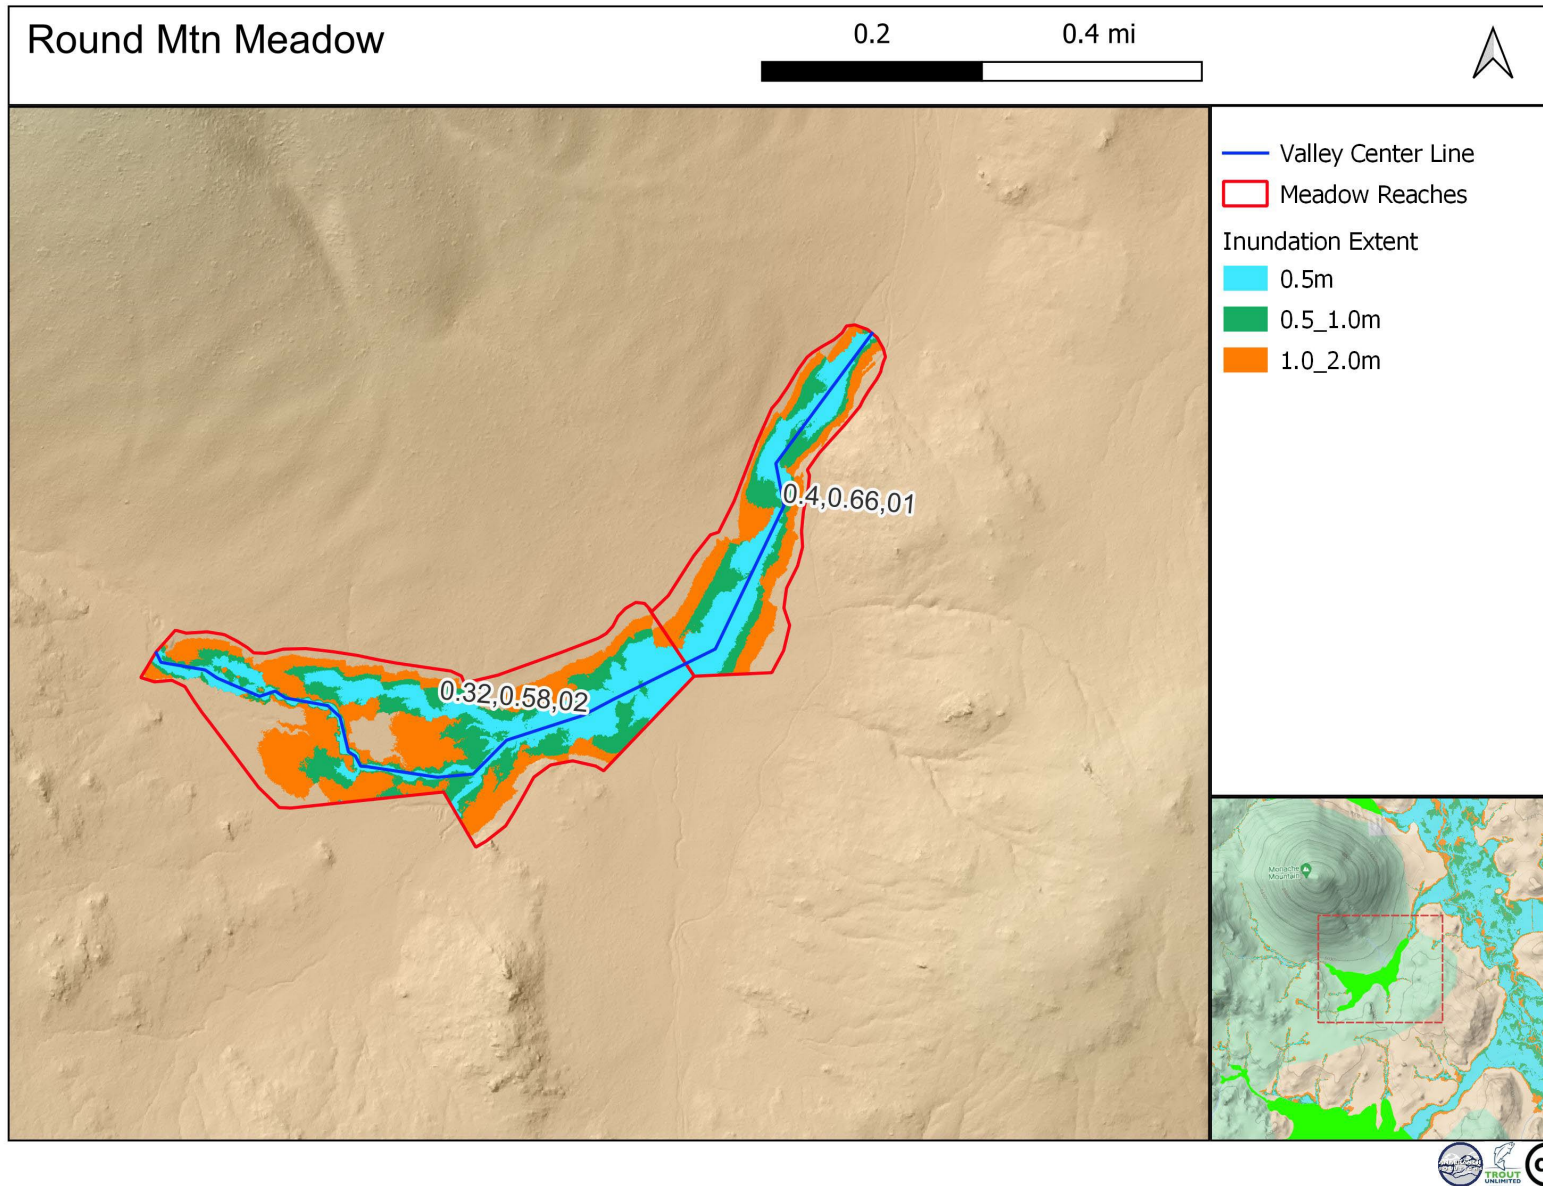 Round Mtn Meadow
0.2 0.4 mi
Valley Center Line
Meadow Reaches
Inundation Extent
0.5m
0.5_1.0m
1.0_2.0m
0.4,0.66,01
0.32,0.58,02
Monache
Mountain
TROUT
UNLIMITED